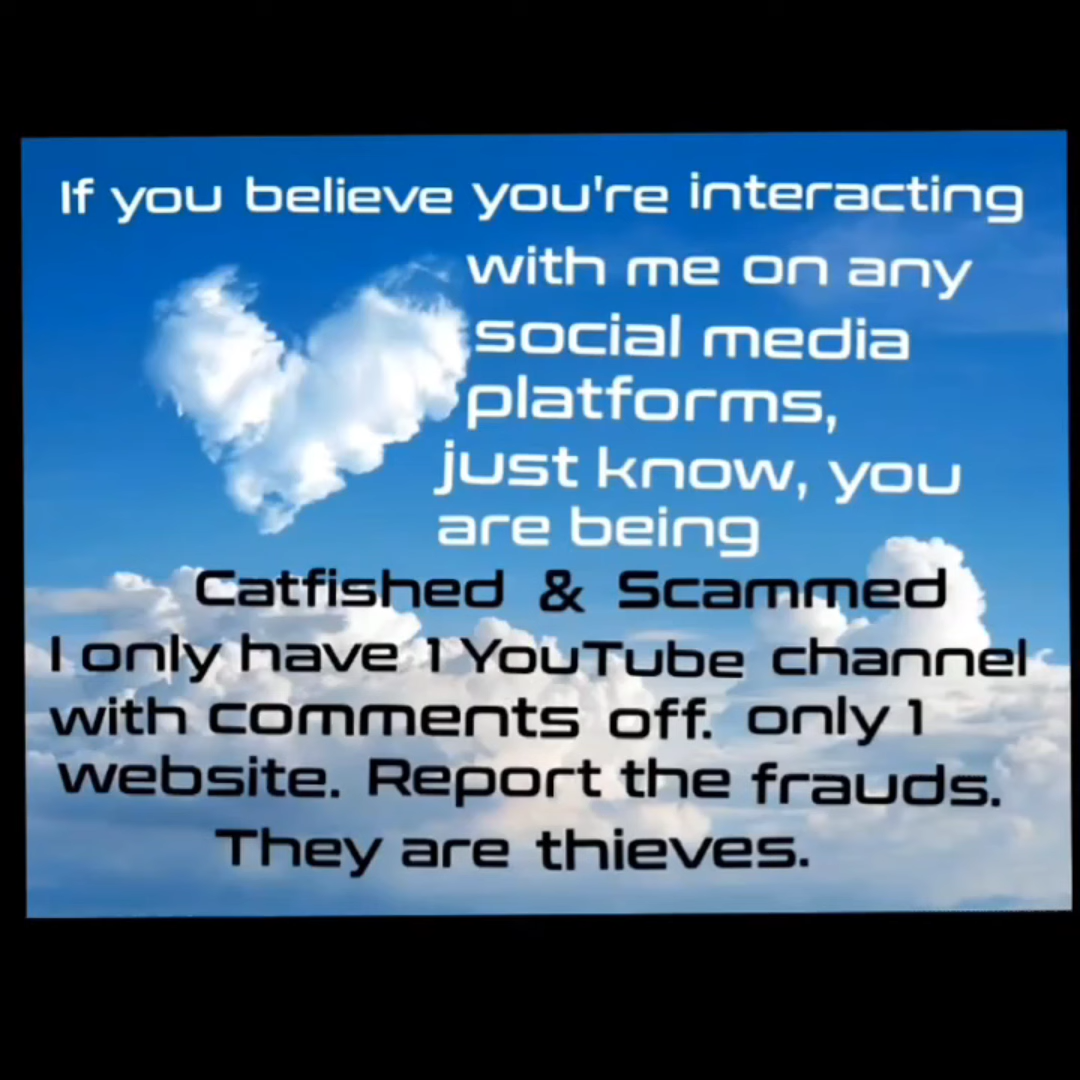 If you believe you're interacting
with me on any
social media
platforms,
just know, you
are being
Catfished & Scammed
I only have 1 YouTube channel
with comments off. only 1
website. Report the frauds.
They are thieves.